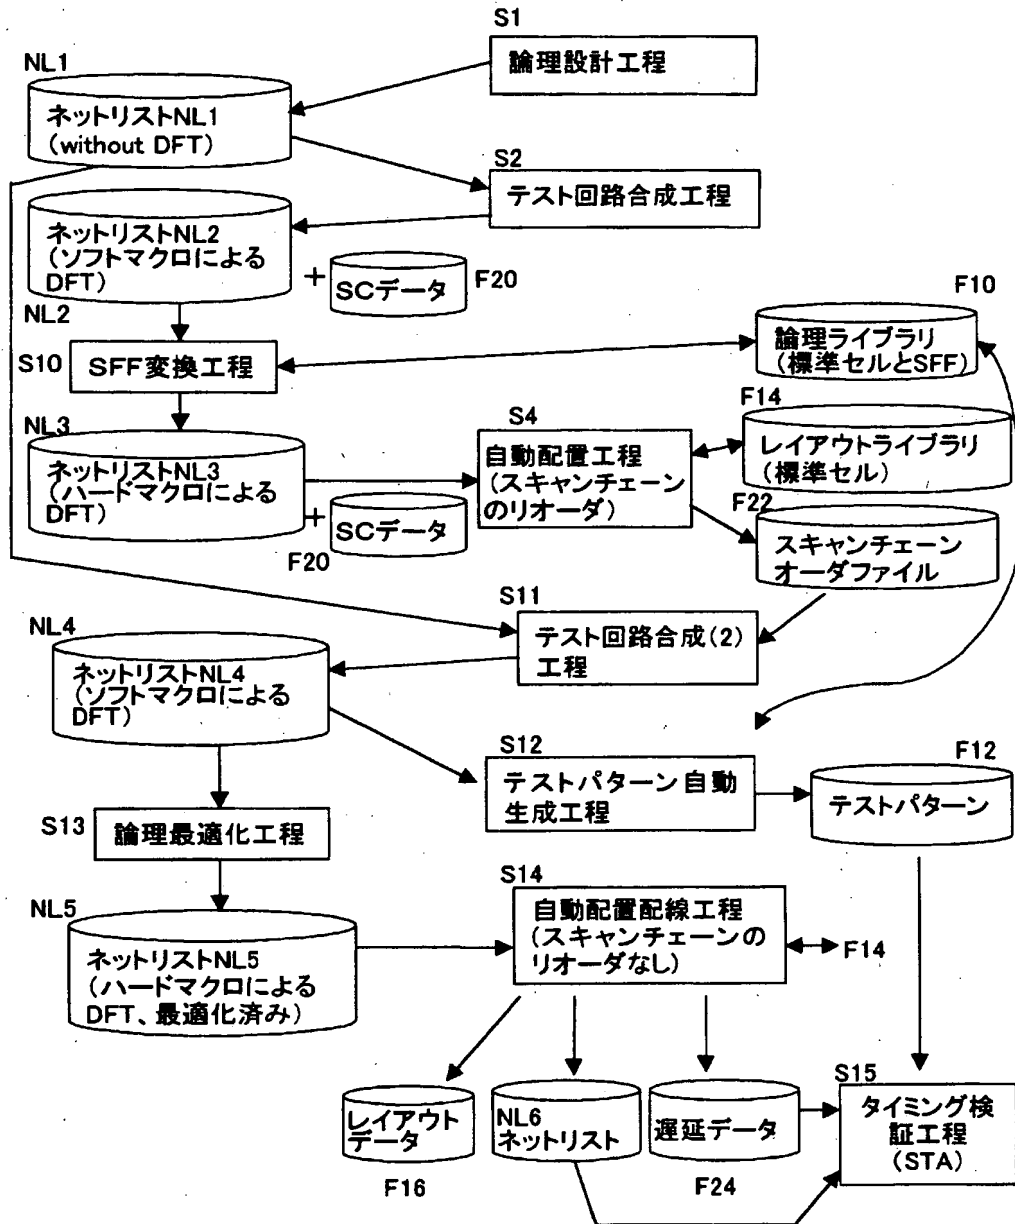 S1
論理設計工程
NL1
ネットリストNL1
(without DFT)
S2
テスト回路合成工程
ネットリストNL2
(ソフトマクロによる
DFT)
NL2
+
SCデータ
F20
S10
SFF変換工程
F10
論理ライブラリ
(標準セルとSFF)
NL3
ネットリストNL3
(ハードマクロによる
DFT)
+
SCデータ
F20
S4
自動配置工程
(スキャンチェーン
のリオーダ)
F14
レイアウトライブラリ
(標準セル)
F22
スキャンチェーン
オーダファイル
S11
テスト回路合成(2)
工程
NL4
ネットリストNL4
(ソフトマクロによる
DFT)
S12
テストパターン自動
生成工程
F12
テストパターン
S13
論理最適化工程
NL5
ネットリストNL5
(ハードマクロによる
DFT、最適化済み)
S14
自動配置配線工程
(スキャンチェーンの
リオーダなし)
F14
レイアウト
データ
F16
NL6
ネットリスト
遅延データ
F24
S15
タイミング検
証工程
(STA)